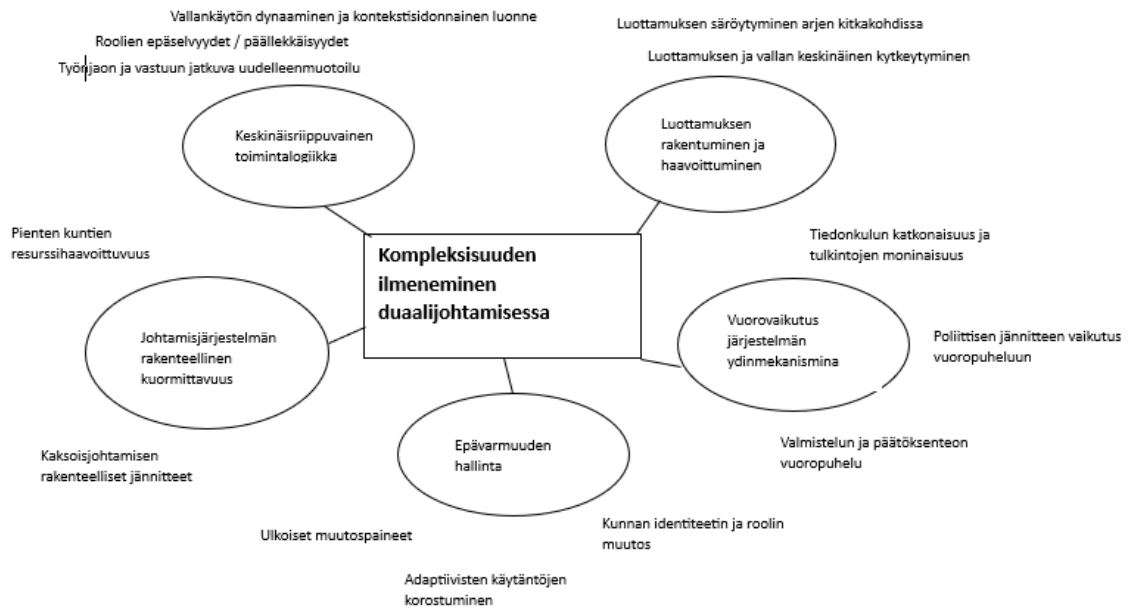 Vallankäytön dynaaminen ja kontekstisidonnainen luonne
Roolien epäselvyydet / päällekkäisyydet
Työnjaon ja vastuun jatkuva uudelleenmuotoilu
Luottamuksen säröytyminen arjen kitkakohdissa
Luottamuksen ja vallan keskinäinen kytkeytyminen
Keskinäisriippuvainen
toimintalogiikka
Luottamuksen
rakentuminen ja
haavoittuminen
Pienten kuntien
resurssihaavoittuvuus
Kompleksisuuden
ilmeneminen
duaalijohtamisessa
Tiedonkulun katkonaisuus ja
tulkintojen moninaisuus
Johtamisjärjestelmän
rakenteellinen
kuormittavuus
Vuorovaikutus
järjestelmän
ydinmekanismina
Poliittisen jännitteen vaikutus
vuoropuheluun
Kaksoisjohtamisen
rakenteelliset jännitteet
Epävarmuuden
hallinta
Valmistelun ja päätöksenteon
vuoropuhelu
Ulkoiset muutospaineet
Kunnan identiteetin ja roolin
muutos
Adaptiivisten käytäntöjen
korostuminen